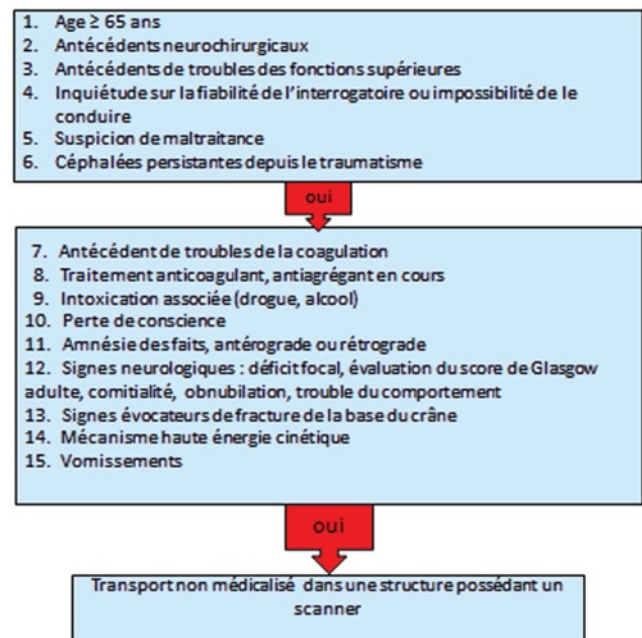 1. Age ≥ 65 ans
2. Antécédents neurochirurgicaux
3. Antécédents de troubles des fonctions supérieures
4. Inquiétude sur la fiabilité de l'interrogatoire ou impossibilité de le
conduire
5. Suspicion de maltraitance
6. Céphalées persistantes depuis le traumatisme
oui
7. Antécédent de troubles de la coagulation
8. Traitement anticoagulant, antiagrégant en cours
9. Intoxication associée (drogue, alcool)
10. Perte de conscience
11. Amnésie des faits, antérograde ou rétrograde
12. Signes neurologiques : déficit focal, évaluation du score de Glasgow
adulte, comitialité, obnubilation, trouble du comportement
13. Signes évocateurs de fracture de la base du crâne
14. Mécanisme haute énergie cinétique
15. Vomissements
oui
Transport non médicalisé dans une structure possédant un
scanner